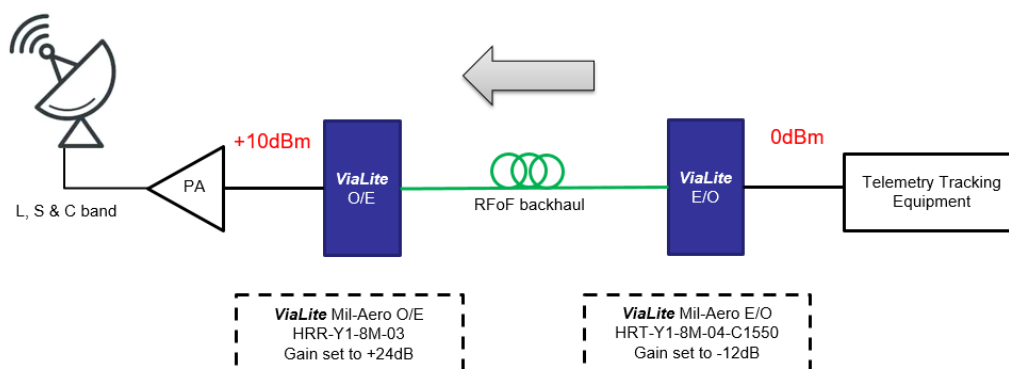 +10dBm
0dBm
PA
ViaLite
O/E
ViaLite
E/O
Telemetry Tracking
Equipment
L, S & C band
RFoF backhaul
ViaLite Mil-Aero O/E
HRR-Y1-8M-03
Gain set to +24dB
ViaLite Mil-Aero E/O
HRT-Y1-8M-04-C1550
Gain set to -12dB